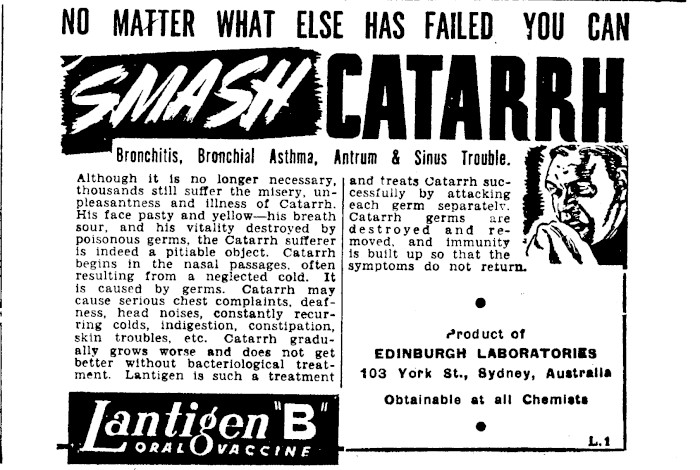 NO MATTER WHAT ELSE HAS FAILED YOU CAN
SMASH CATARRH
Bronchitis, Bronchial Asthma, Antrum & Sinus Trouble.
Although it is no longer necessary,
thousands still suffer the misery, un-
pleasantness and illness of Catarrh.
His face pasty and yellow—his breath
sour, and his vitality destroyed by
poisonous germs, the Catarrh sufferer
is indeed a pitiable object. Catarrh
begins in the nasal passages, often
resulting from a neglected cold. It
is caused by germs. Catarrh may
cause serious chest complaints, deaf-
ness, head noises, constantly recur-
ring colds, indigestion, constipation,
skin troubles, etc. Catarrh gradu-
ally grows worse and does not get
better without bacteriological treat-
ment. Lantigen is such a treatment
and treats Catarrh suc-
cessfully by attacking
each germ separately.
Catarrh germs are
destroyed and re-
moved, and immunity
is built up so that the
symptoms do not return.
Product of
EDINBURGH LABORATORIES
103 York St., Sydney, Australia
Obtainable at all Chemists
L.1
Lantigen "B"
ORAL VACCINE